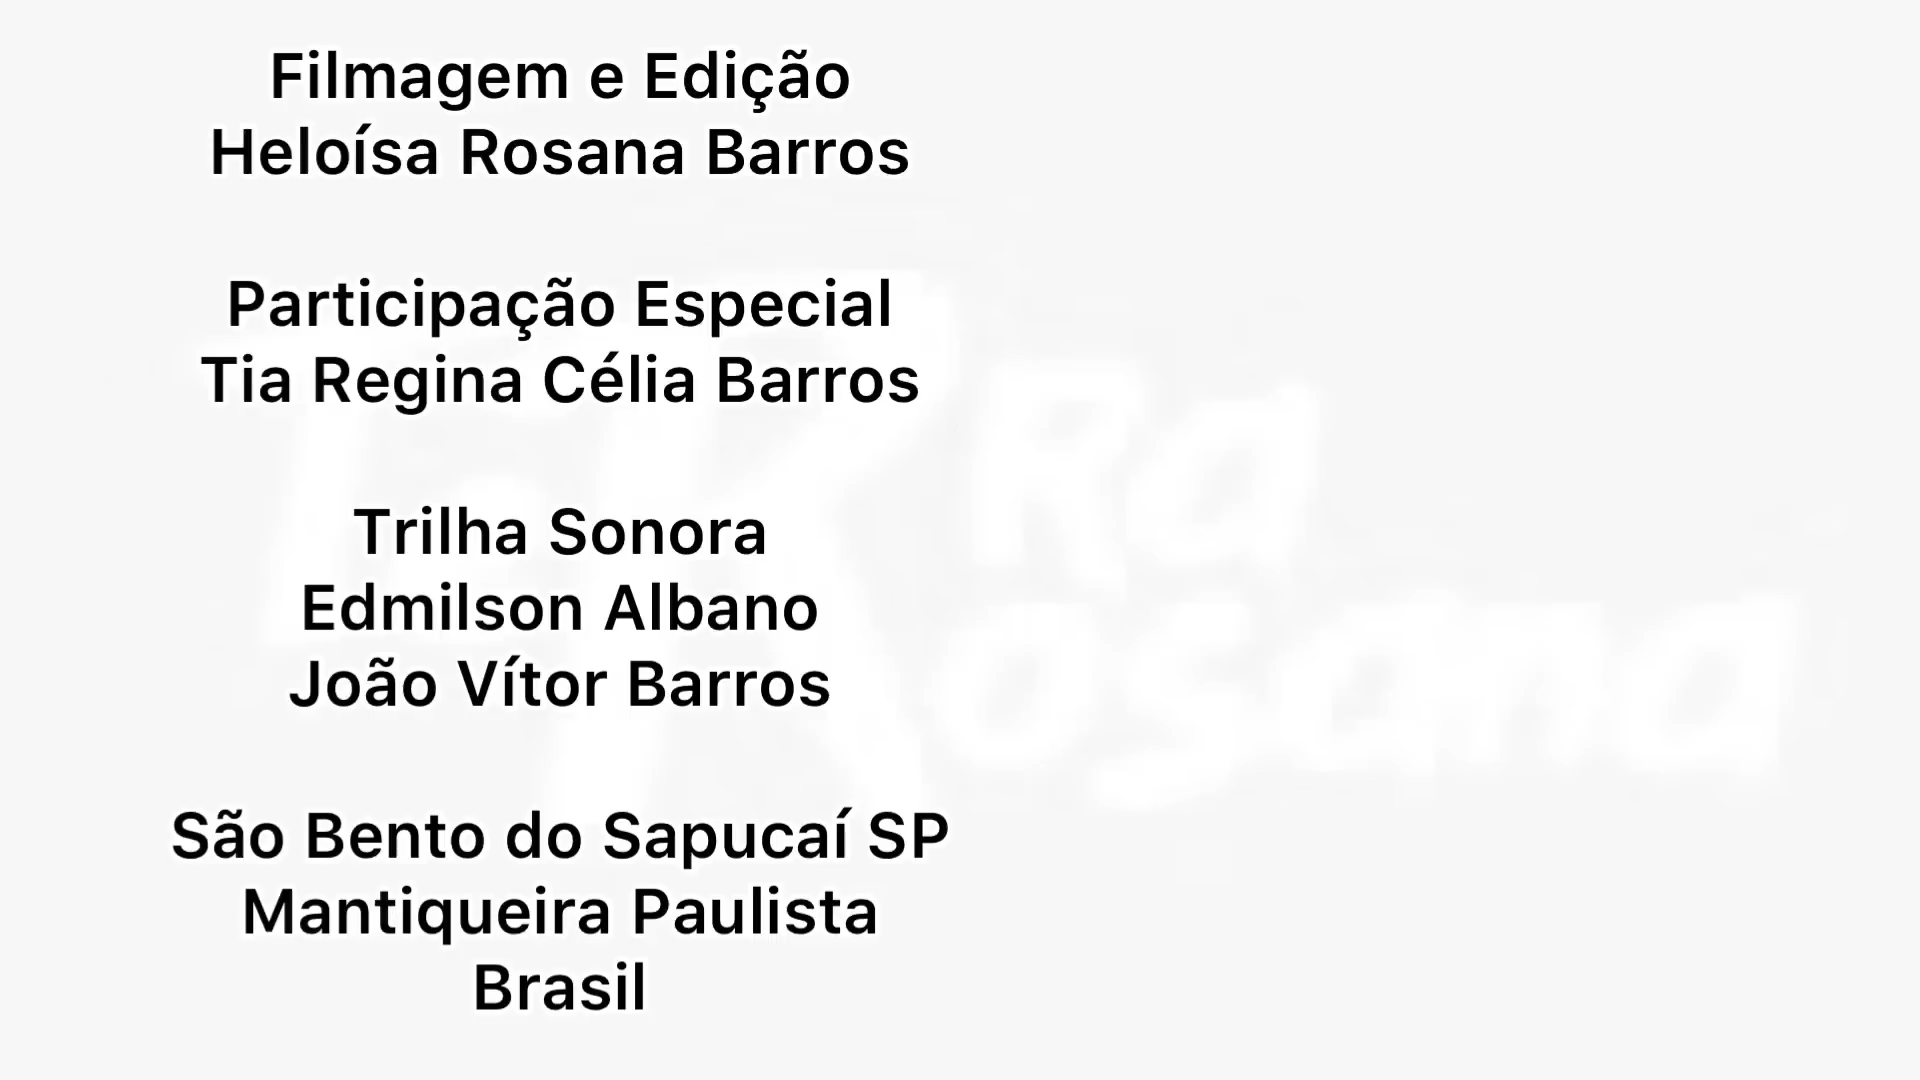 Filmagem e Edição
Heloísa Rosana Barros
Participação Especial
Tia Regina Célia Barros
Trilha Sonora
Edmilson Albano
João Vítor Barros
São Bento do Sapucaí SP
Mantiqueira Paulista
Brasil